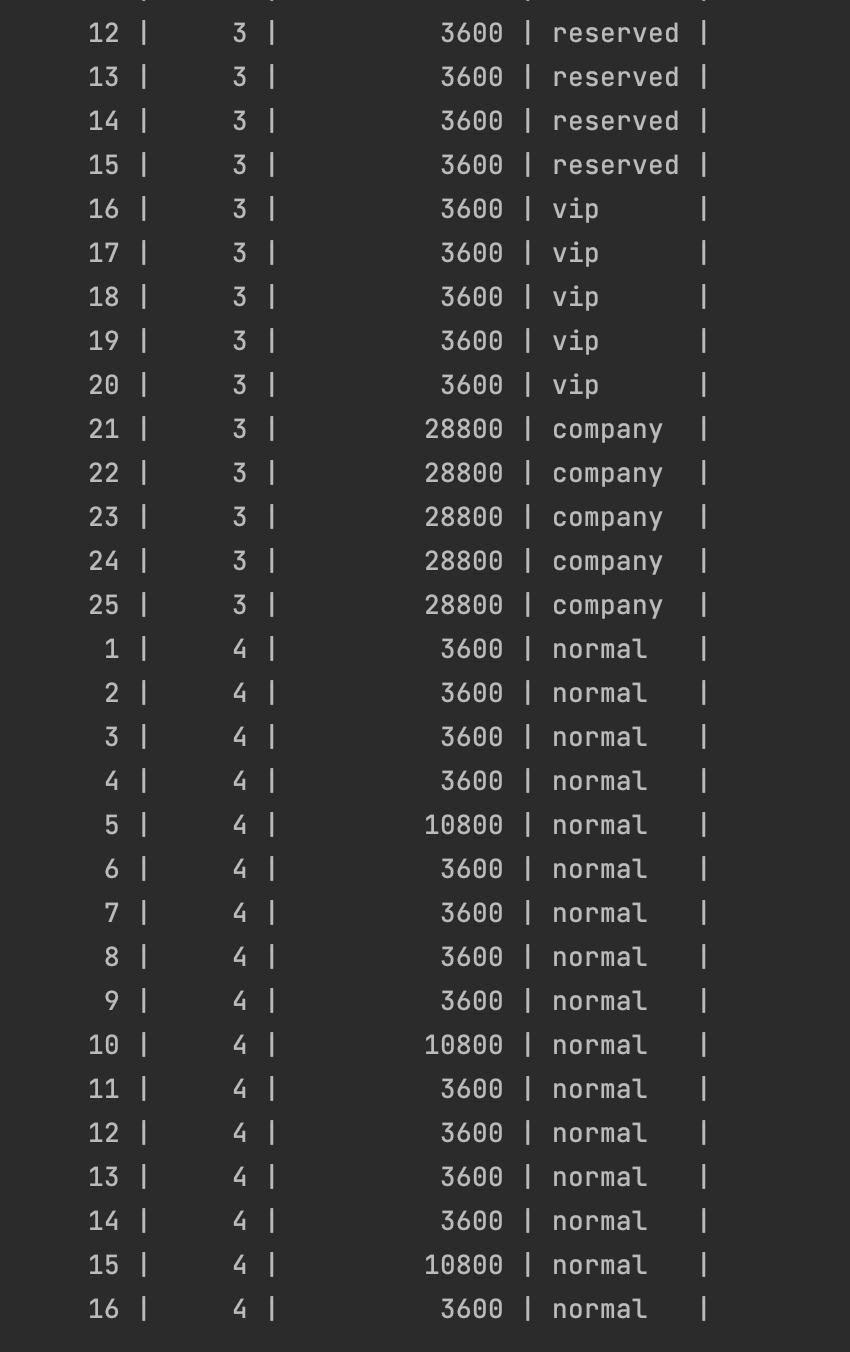 12 | 3 | 3600 | reserved |
13 | 3 | 3600 | reserved |
14 | 3 | 3600 | reserved |
15 | 3 | 3600 | reserved |
16 | 3 | 3600 | vip |
17 | 3 | 3600 | vip |
18 | 3 | 3600 | vip |
19 | 3 | 3600 | vip |
20 | 3 | 3600 | vip |
21 | 3 | 28800 | company |
22 | 3 | 28800 | company |
23 | 3 | 28800 | company |
24 | 3 | 28800 | company |
25 | 3 | 28800 | company |
1 | 4 | 3600 | normal |
2 | 4 | 3600 | normal |
3 | 4 | 3600 | normal |
4 | 4 | 3600 | normal |
5 | 4 | 10800 | normal |
6 | 4 | 3600 | normal |
7 | 4 | 3600 | normal |
8 | 4 | 3600 | normal |
9 | 4 | 3600 | normal |
10 | 4 | 10800 | normal |
11 | 4 | 3600 | normal |
12 | 4 | 3600 | normal |
13 | 4 | 3600 | normal |
14 | 4 | 3600 | normal |
15 | 4 | 10800 | normal |
16 | 4 | 3600 | normal |